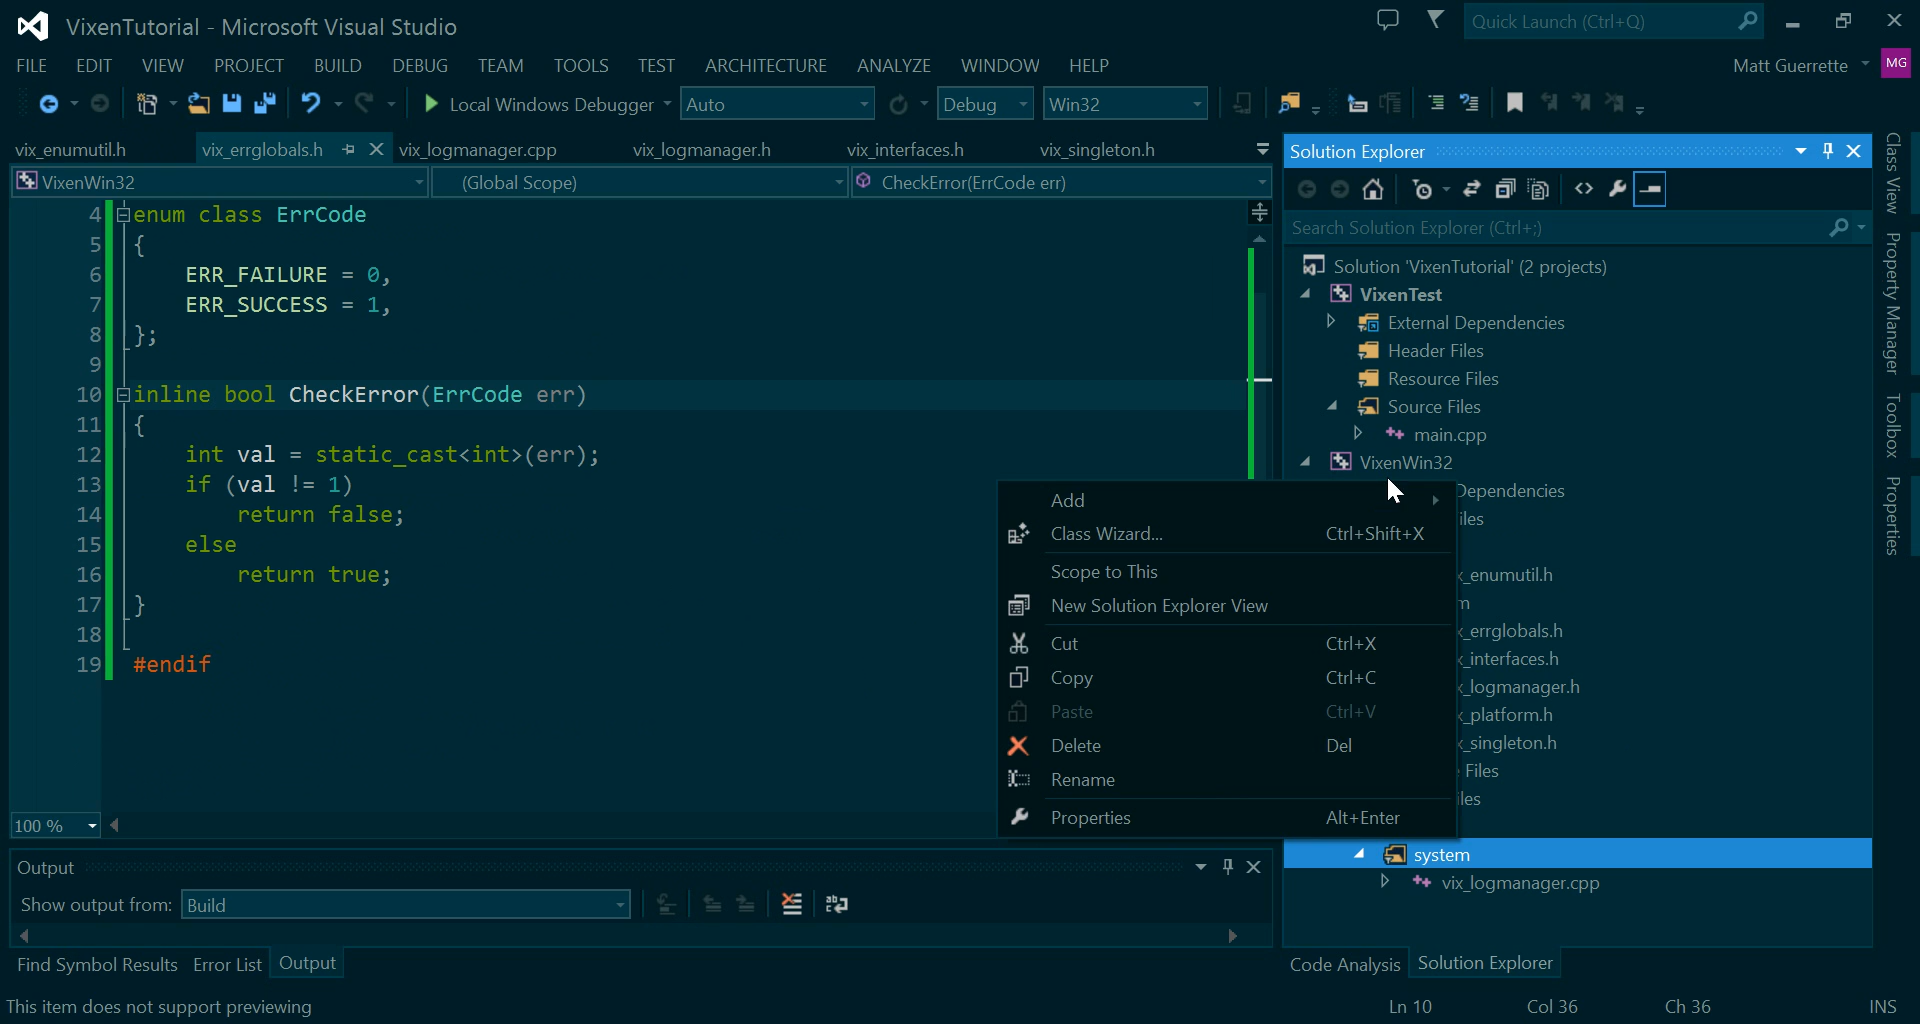 VixenTutorial - Microsoft Visual Studio
Quick Launch (Ctrl+Q)
FILE EDIT VIEW PROJECT BUILD DEBUG TEAM TOOLS TEST ARCHITECTURE ANALYZE WINDOW HELP
Matt Guerrette MG
Local Windows Debugger Auto Debug Win32
vix_enumutil.h vix_errglobals.h vix_logmanager.cpp vix_logmanager.h vix_interfaces.h vix_singleton.h
VixenWin32 (Global Scope) CheckError(ErrCode err)
4 enum class ErrCode
5 {
6 ERR_FAILURE = 0,
7 ERR_SUCCESS = 1,
8 };
9
10 inline bool CheckError(ErrCode err)
11 {
12 int val = static_cast<int>(err);
13 if (val != 1)
14 return false;
15 else
16 return true;
17 }
18
19 #endif
100 %
Add
Class Wizard... Ctrl+Shift+X
Scope to This
New Solution Explorer View
Cut Ctrl+X
Copy Ctrl+C
Paste Ctrl+V
Delete Del
Rename
Properties Alt+Enter
Solution Explorer
Search Solution Explorer (Ctrl+;)
Solution 'VixenTutorial' (2 projects)
VixenTest
External Dependencies
Header Files
Resource Files
Source Files
main.cpp
VixenWin32
Dependencies
iles
x_enumutil.h
m
x_errglobals.h
x_interfaces.h
x_logmanager.h
x_platform.h
x_singleton.h
Files
iles
system
vix_logmanager.cpp
Class View
Property Manager
Toolbox
Properties
Output
Show output from: Build
Find Symbol Results Error List Output
Code Analysis Solution Explorer
This item does not support previewing
Ln 10 Col 36 Ch 36 INS